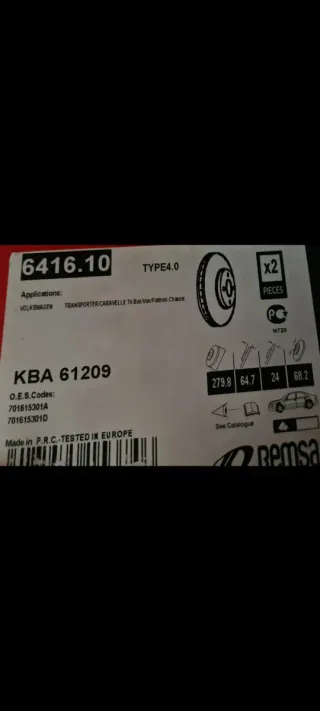 6416.10 TYPE4.0 x2
PIECES
Applications:
VOLKSWAGEN TRANSPORTER/CARAVELLE T4 Bus/Van/Flatbed-Chassis
KBA 61209
279.8 64.7 24 68.2
O.E.S.Codes:
701615301A
701615301D
See Catalogue
Made in P.R.C.-TESTED IN EUROPE
Remsa